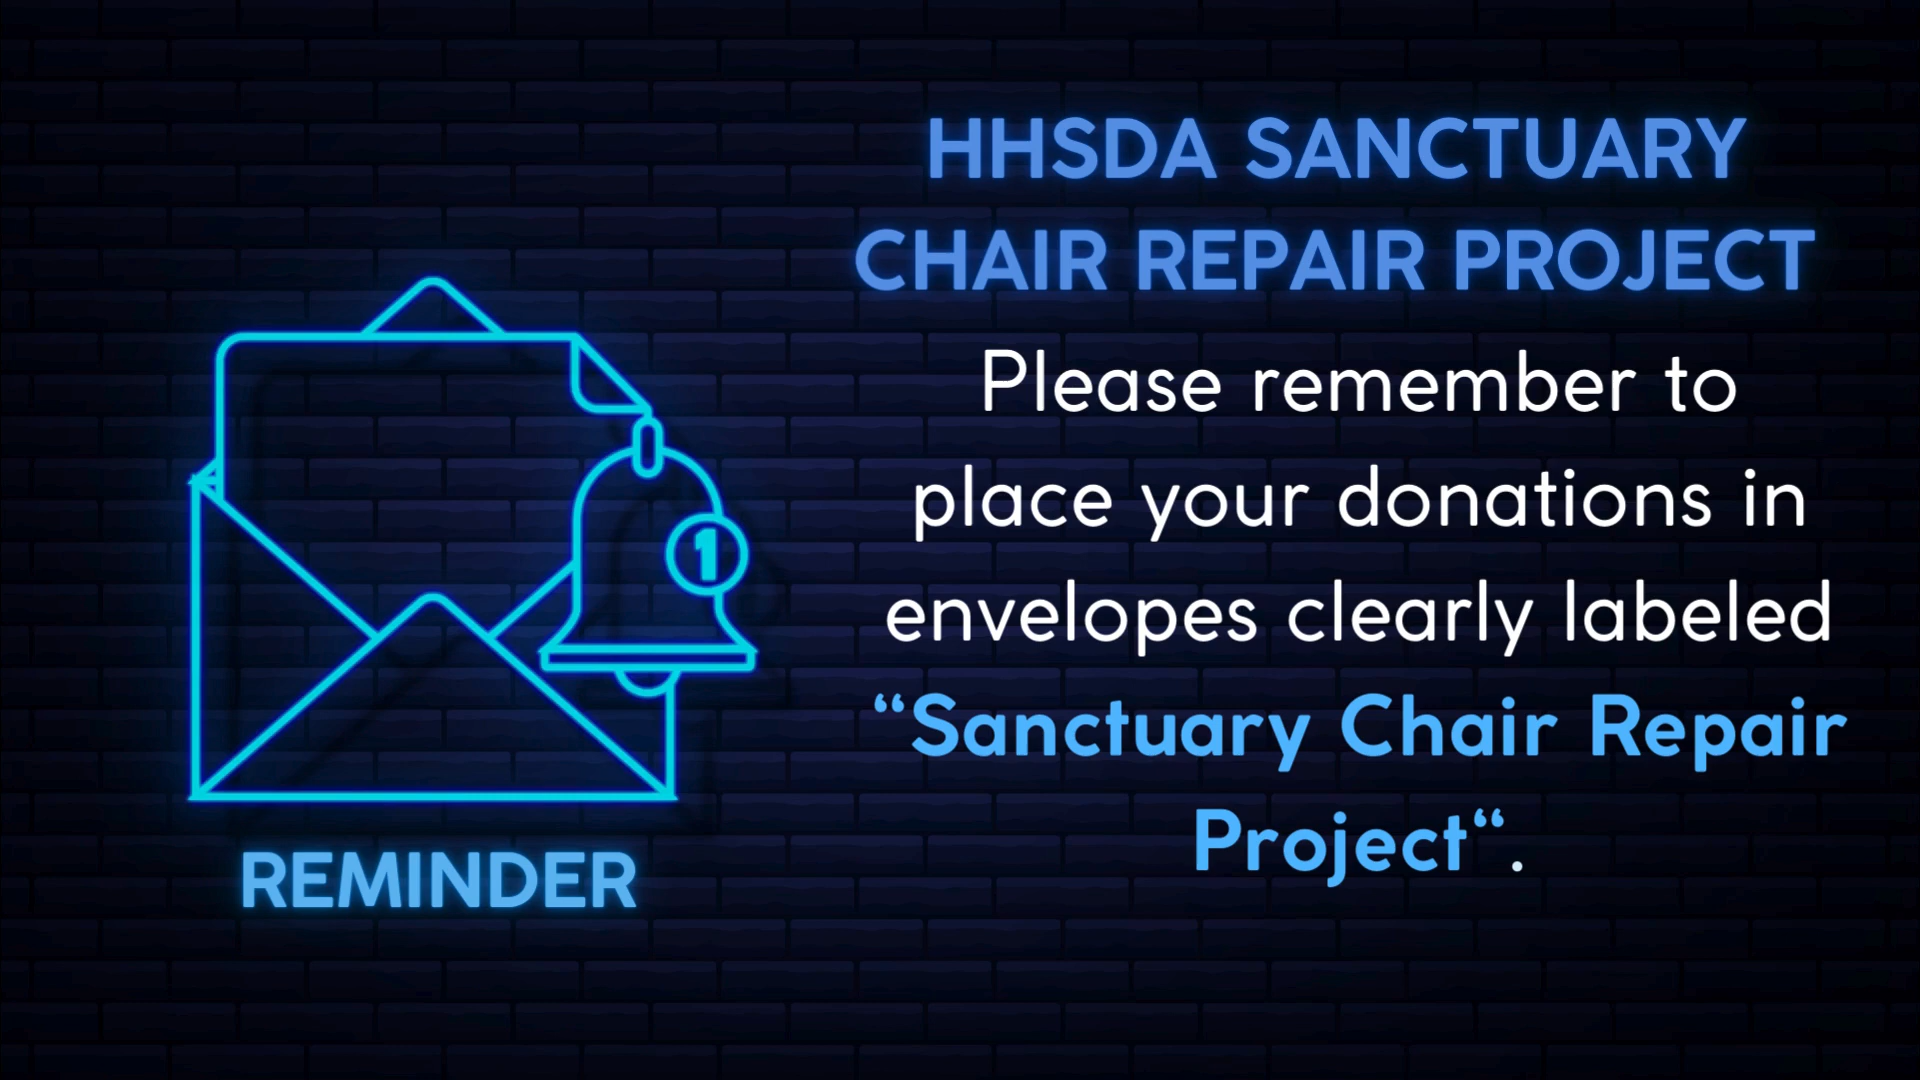 HHSDA SANCTUARY
CHAIR REPAIR PROJECT
Please remember to
place your donations in
envelopes clearly labeled
“Sanctuary Chair Repair
Project“.
1
REMINDER